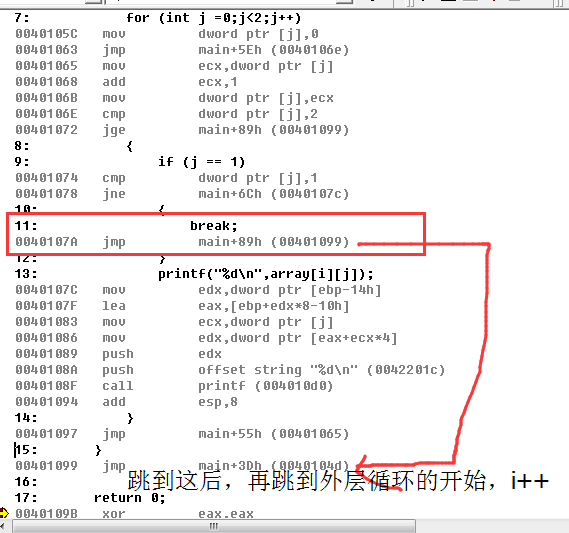 7:             for (int j =0;j<2;j++)
0040105C   mov         dword ptr [j],0
00401063   jmp         main+5Eh (0040106e)
00401065   mov         ecx,dword ptr [j]
00401068   add         ecx,1
0040106B   mov         dword ptr [j],ecx
0040106E   cmp         dword ptr [j],2
00401072   jge         main+89h (00401099)
8:             {
9:                 if (j == 1)
00401074   cmp         dword ptr [j],1
00401078   jne         main+6Ch (0040107c)
10:                {
11:                    break;
0040107A   jmp         main+89h (00401099)
12:                }
13:                printf("%d\n",array[i][j]);
0040107C   mov         edx,dword ptr [ebp-14h]
0040107F   lea         eax,[ebp+edx*8-10h]
00401083   mov         ecx,dword ptr [j]
00401086   mov         edx,dword ptr [eax+ecx*4]
00401089   push        edx
0040108A   push        offset string "%d\n" (0042201c)
0040108F   call        printf (004010d0)
00401094   add         esp,8
14:            }
00401097   jmp         main+55h (00401065)
15:        }
00401099   jmp         main+3Dh (0040104d)
16:
跳到这后，再跳到外层循环的开始，i++
17:        return 0;
0040109B   xor         eax,eax